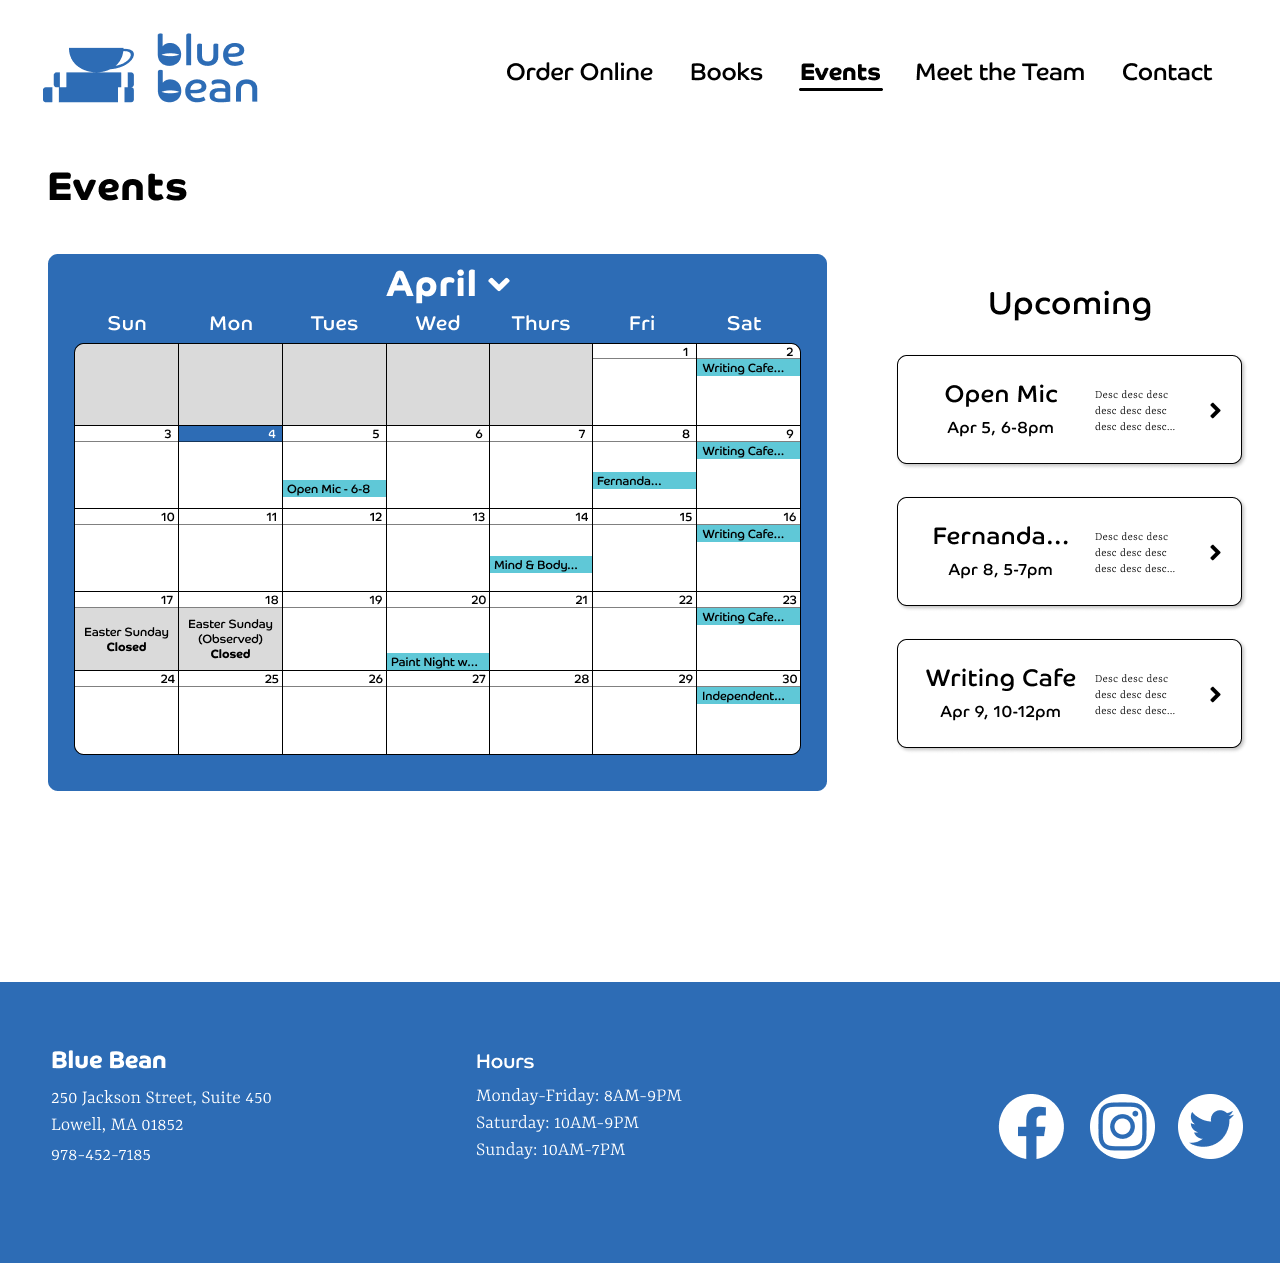 blue
bean
Order Online Books Events Meet the Team Contact
Events
April
Sun Mon Tues Wed Thurs Fri Sat
1 2
Writing Cafe...
3 4 5 6 7 8 9
Writing Cafe...
Fernanda...
Open Mic - 6-8
10 11 12 13 14 15 16
Writing Cafe...
Mind & Body...
17 18 19 20 21 22 23
Writing Cafe...
Easter Sunday
Closed
Easter Sunday
(Observed)
Closed
Paint Night w...
24 25 26 27 28 29 30
Independent...
Upcoming
Open Mic
Apr 5, 6-8pm
Desc desc desc
desc desc desc
desc desc desc...
Fernanda...
Apr 8, 5-7pm
Desc desc desc
desc desc desc
desc desc desc...
Writing Cafe
Apr 9, 10-12pm
Desc desc desc
desc desc desc
desc desc desc...
Blue Bean
250 Jackson Street, Suite 450
Lowell, MA 01852
978-452-7185
Hours
Monday-Friday: 8AM-9PM
Saturday: 10AM-9PM
Sunday: 10AM-7PM